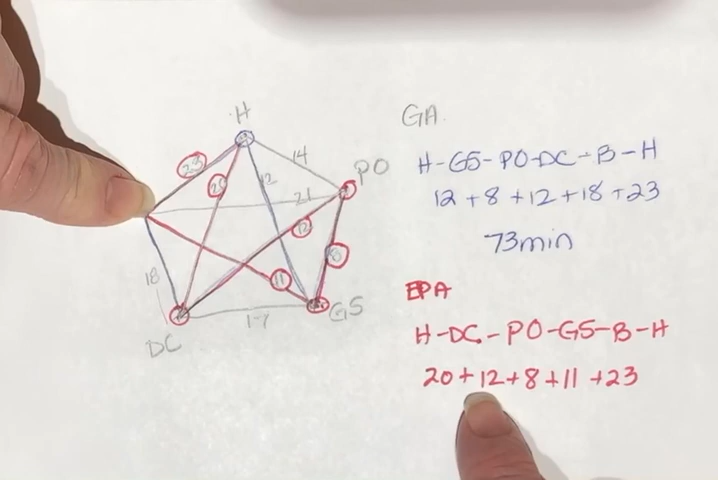 H
GA.
23
14
PO
H-GS-PO-DC-B-H
20
12
21
12+8+12+18+23
12
8
73min
18
11
EPA
GS
17
H-DC-PO-GS-B-H
DC
20+12+8+11+23